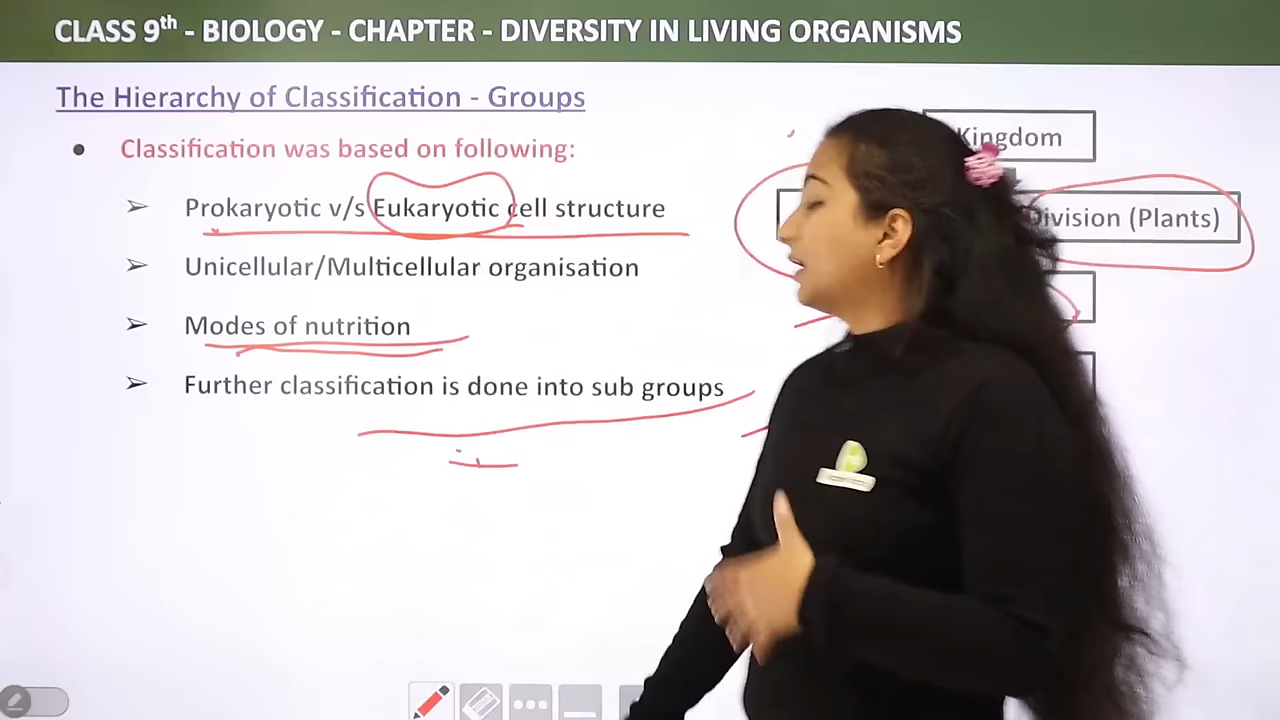 CLASS 9th - BIOLOGY - CHAPTER - DIVERSITY IN LIVING ORGANISMS
The Hierarchy of Classification - Groups
● Classification was based on following:
➢ Prokaryotic v/s Eukaryotic cell structure
➢ Unicellular/Multicellular organisation
➢ Modes of nutrition
➢ Further classification is done into sub groups
Kingdom
Division (Plants)